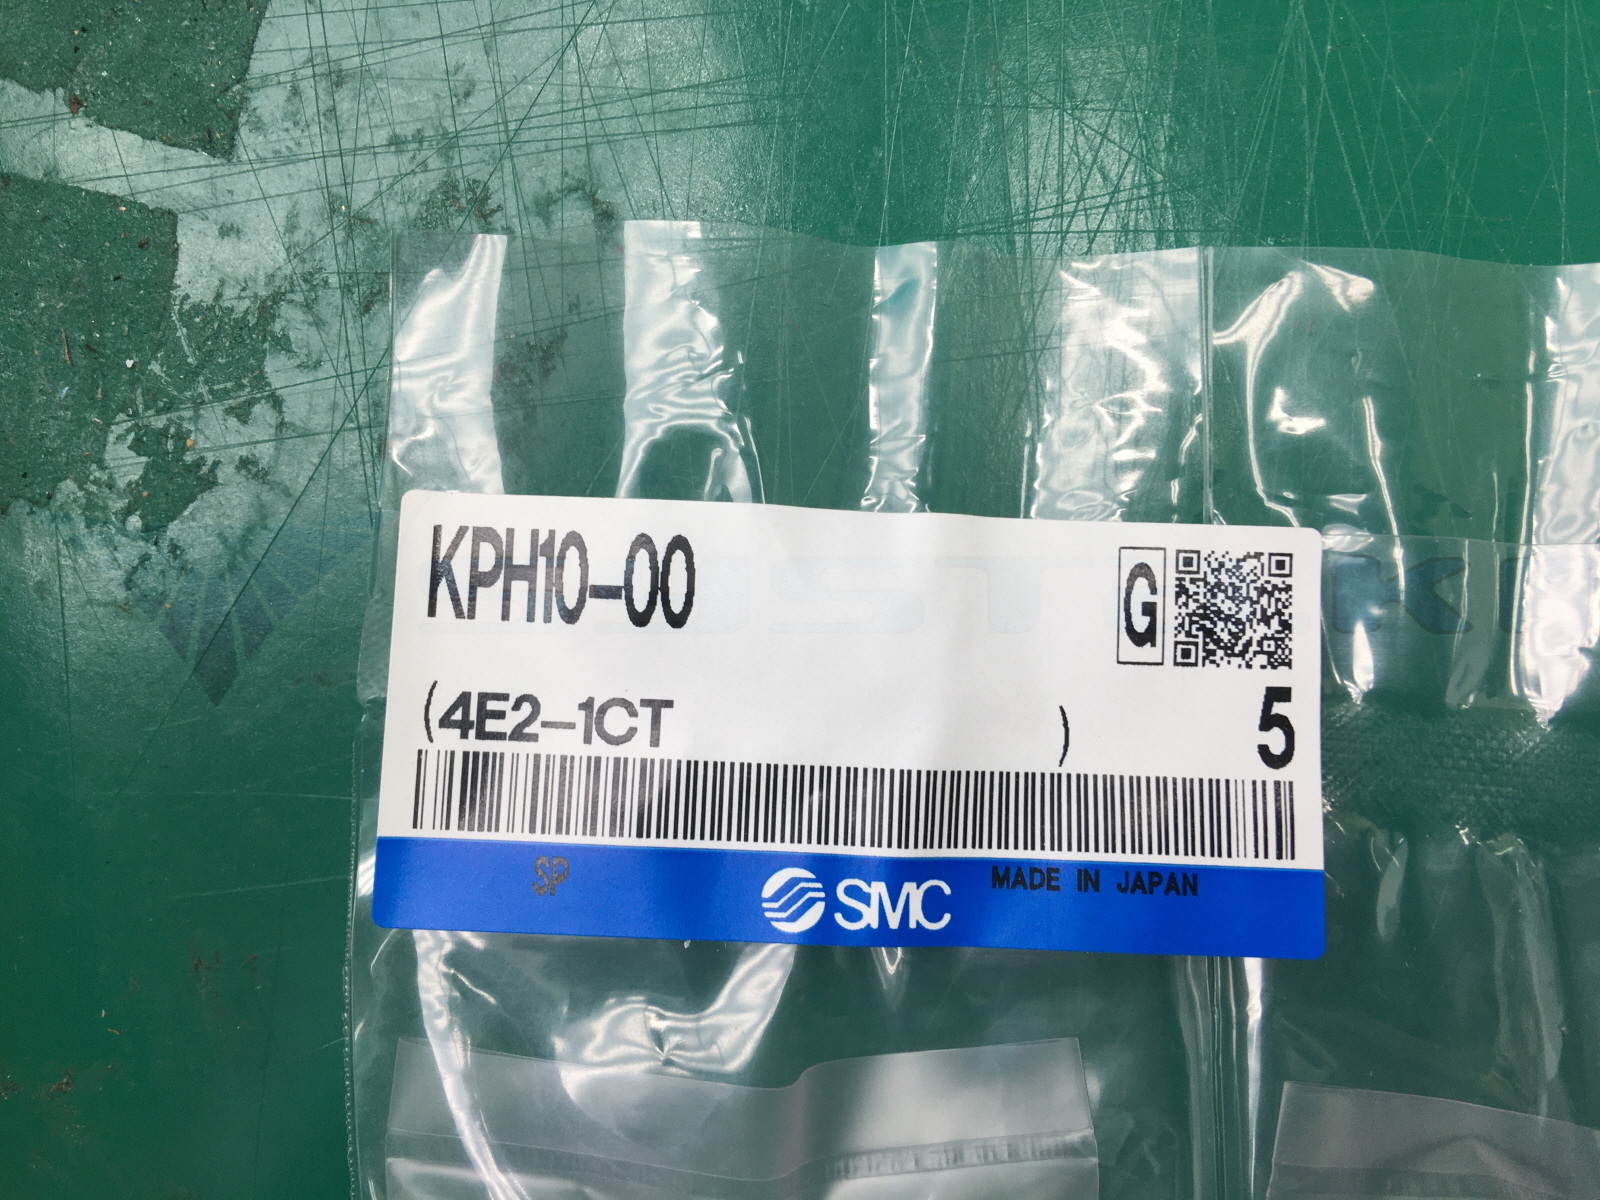 KPH10-00
G
(4E2-1CT )
5
SP
SMC
MADE IN JAPAN